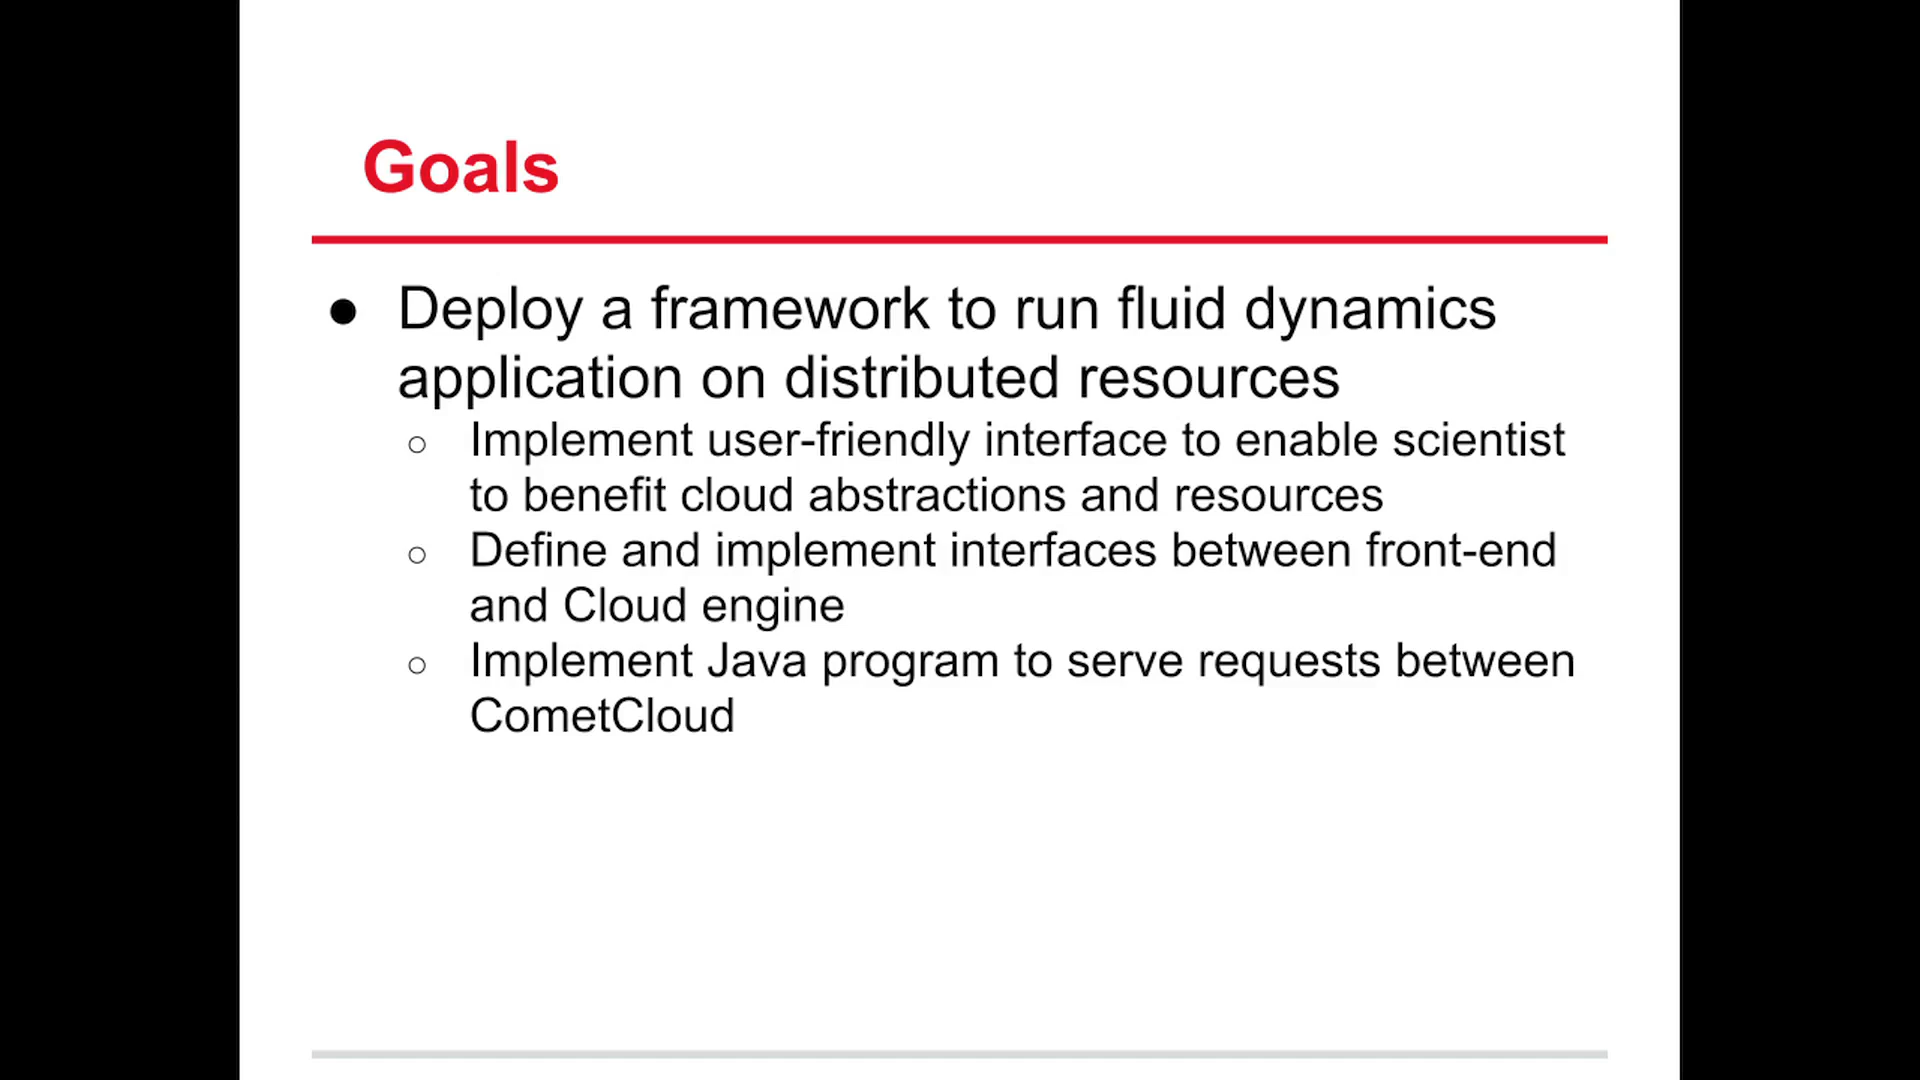 Goals
● Deploy a framework to run fluid dynamics
application on distributed resources
○ Implement user-friendly interface to enable scientist
to benefit cloud abstractions and resources
○ Define and implement interfaces between front-end
and Cloud engine
○ Implement Java program to serve requests between
CometCloud